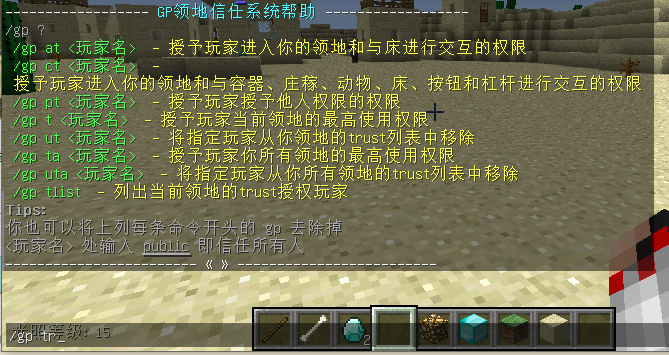 ------------------ GP领地信任系统帮助 ------------------
/gp ?
/gp at <玩家名> - 授予玩家进入你的领地和与床进行交互的权限
/gp ct <玩家名> -
授予玩家进入你的领地和与容器、庄稼、动物、床、按钮和杠杆进行交互的权限
/gp pt <玩家名> - 授予玩家授予他人权限的权限
/gp t <玩家名> - 授予玩家当前领地的最高使用权限
/gp ut <玩家名> - 将指定玩家从你领地的trust列表中移除
/gp ta <玩家名> - 授予玩家你所有领地的最高使用权限
/gp uta <玩家名> - 将指定玩家从你所有领地的trust列表中移除
/gp tlist - 列出当前领地的trust授权玩家
Tips:
你也可以将上列每条命令开头的 gp 去除掉
<玩家名> 处输入 public 即信任所有人
------------------------- « » --------------------------
光照等级: 15
/gp tr_
2